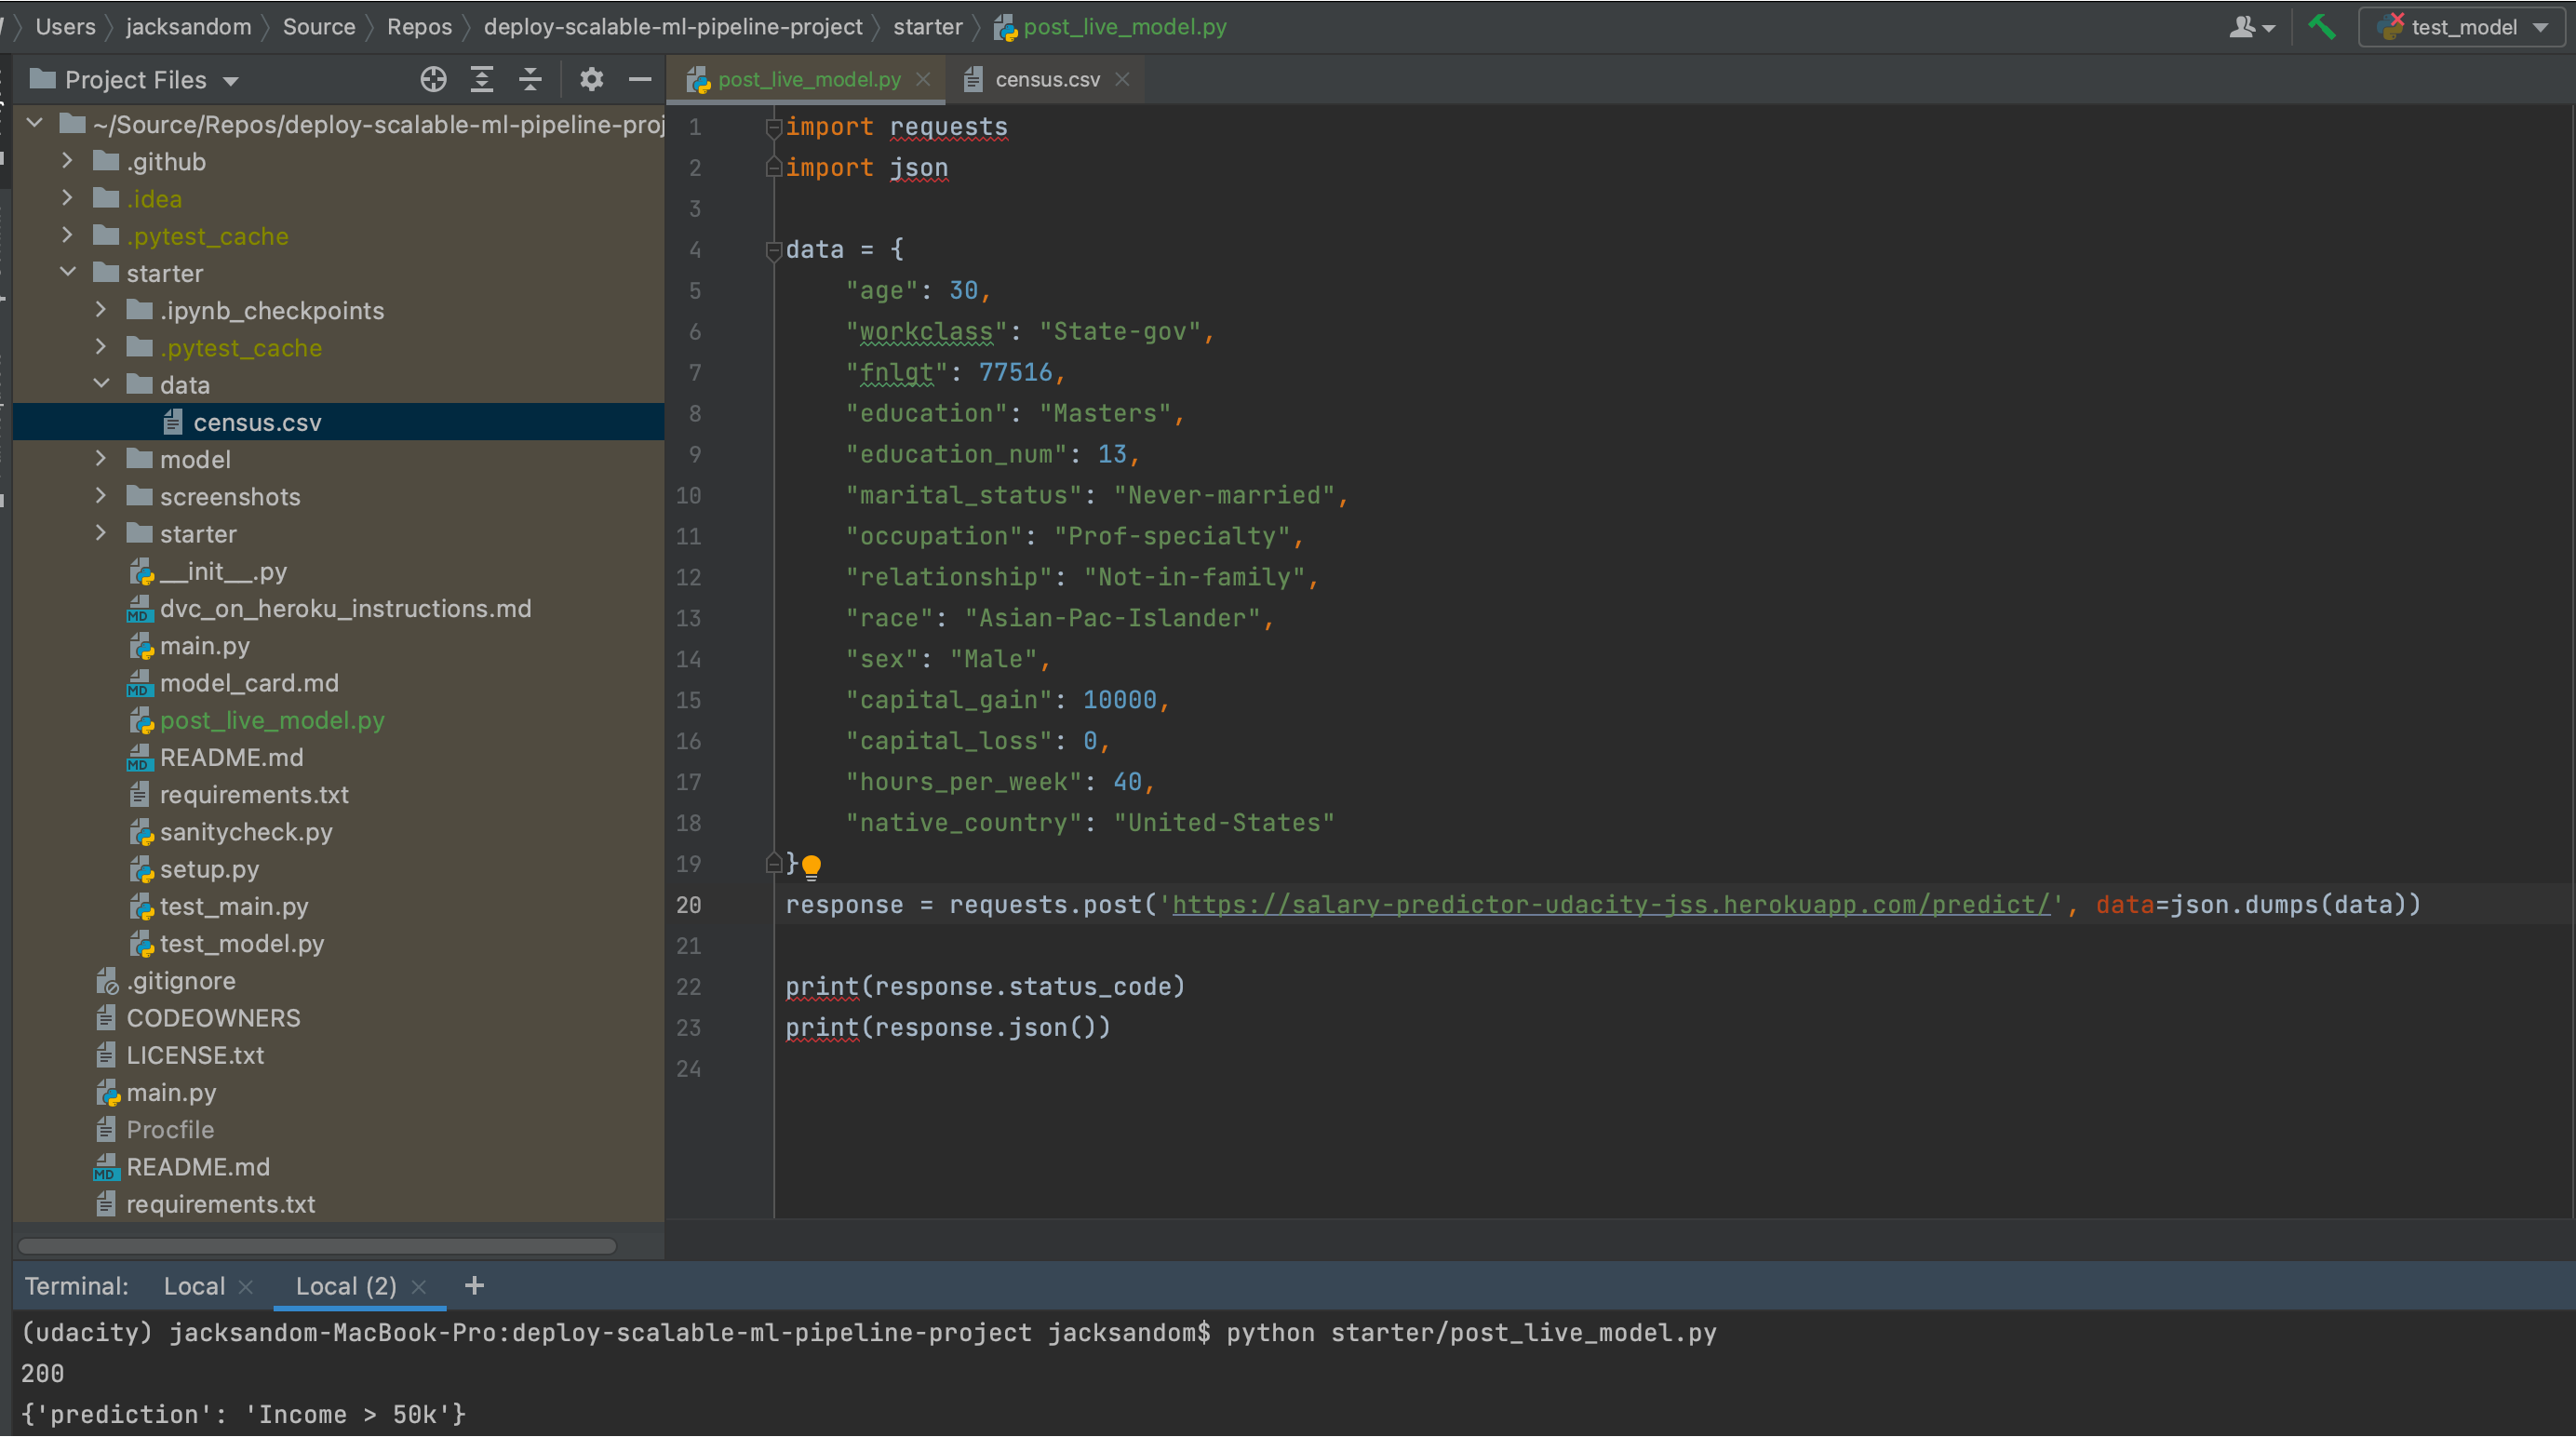 Users jacksandom Source Repos deploy-scalable-ml-pipeline-project starter post_live_model.py test_model
Project Files
post_live_model.py census.csv
~/Source/Repos/deploy-scalable-ml-pipeline-proj
.github
.idea
.pytest_cache
starter
.ipynb_checkpoints
.pytest_cache
data
census.csv
model
screenshots
starter
__init__.py
dvc_on_heroku_instructions.md
main.py
model_card.md
post_live_model.py
README.md
requirements.txt
sanitycheck.py
setup.py
test_main.py
test_model.py
.gitignore
CODEOWNERS
LICENSE.txt
main.py
Procfile
README.md
requirements.txt
1 import requests
2 import json
3
4 data = {
5 "age": 30,
6 "workclass": "State-gov",
7 "fnlgt": 77516,
8 "education": "Masters",
9 "education_num": 13,
10 "marital_status": "Never-married",
11 "occupation": "Prof-specialty",
12 "relationship": "Not-in-family",
13 "race": "Asian-Pac-Islander",
14 "sex": "Male",
15 "capital_gain": 10000,
16 "capital_loss": 0,
17 "hours_per_week": 40,
18 "native_country": "United-States"
19 }
20 response = requests.post('https://salary-predictor-udacity-jss.herokuapp.com/predict/', data=json.dumps(data))
21
22 print(response.status_code)
23 print(response.json())
24
Terminal: Local Local (2) +
(udacity) jacksandom-MacBook-Pro:deploy-scalable-ml-pipeline-project jacksandom$ python starter/post_live_model.py
200
{'prediction': 'Income > 50k'}